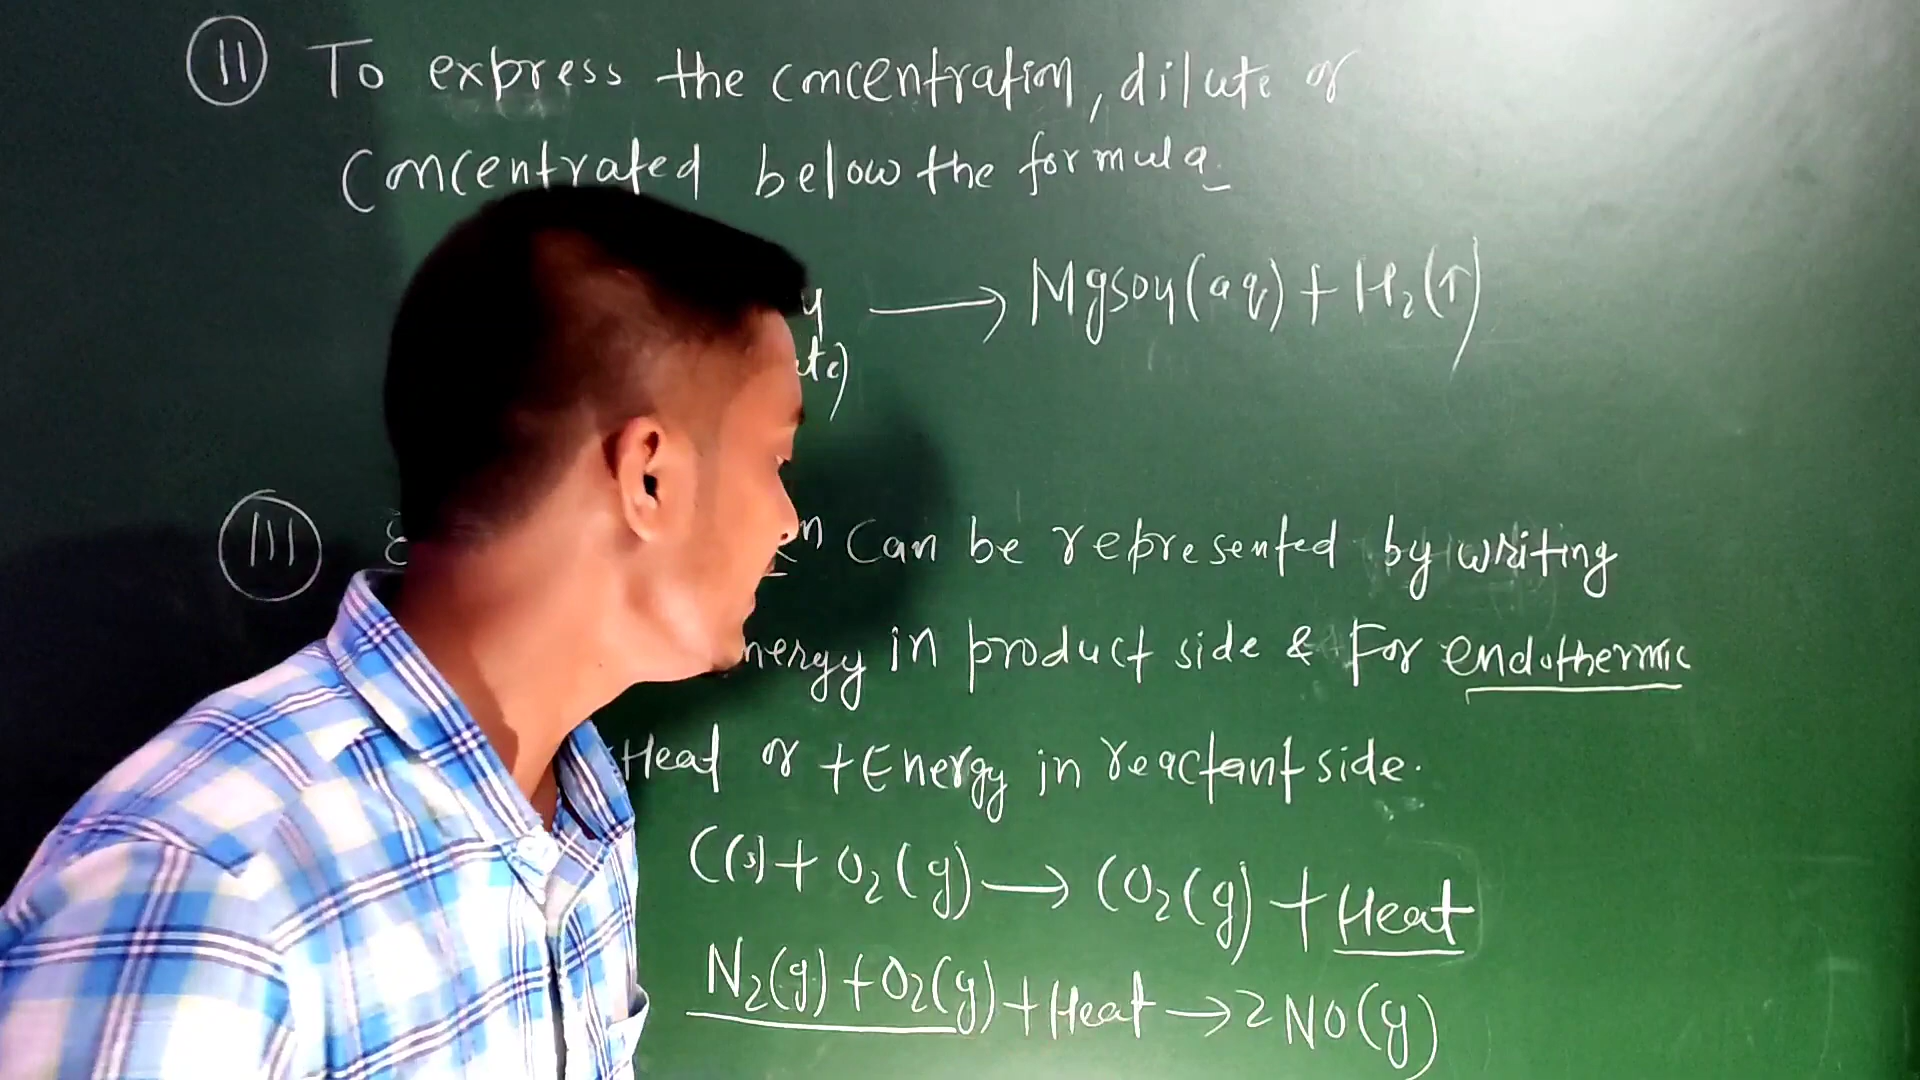 (II) To express the concentration, dilute or
concentrated below the formula.
4 → MgSO4(aq) + H2(↑)
(III) can be represented by writing
in product side & for endothermic
Heat or +Energy in reactant side.
C(s) + O2(g) → CO2(g) + Heat
N2(g) + O2(g) + Heat → 2NO(g)